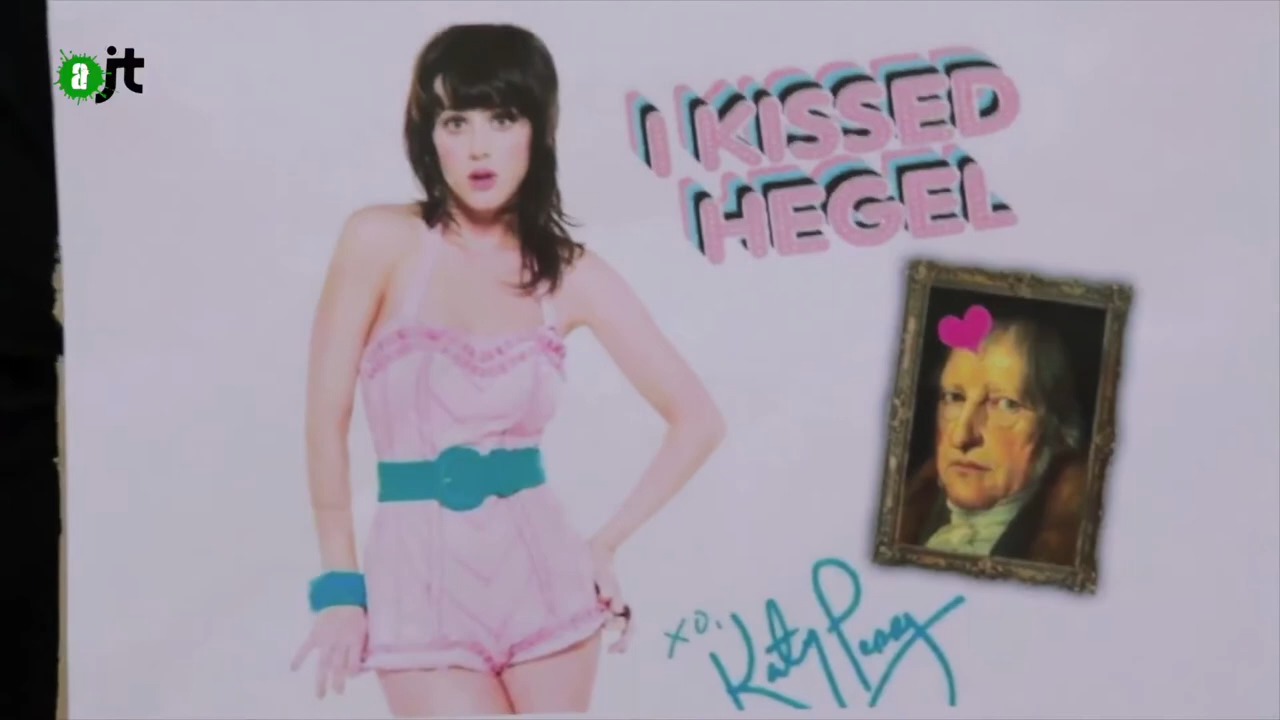 ajt
I KISSED
HEGEL
xo,
Katy Perry